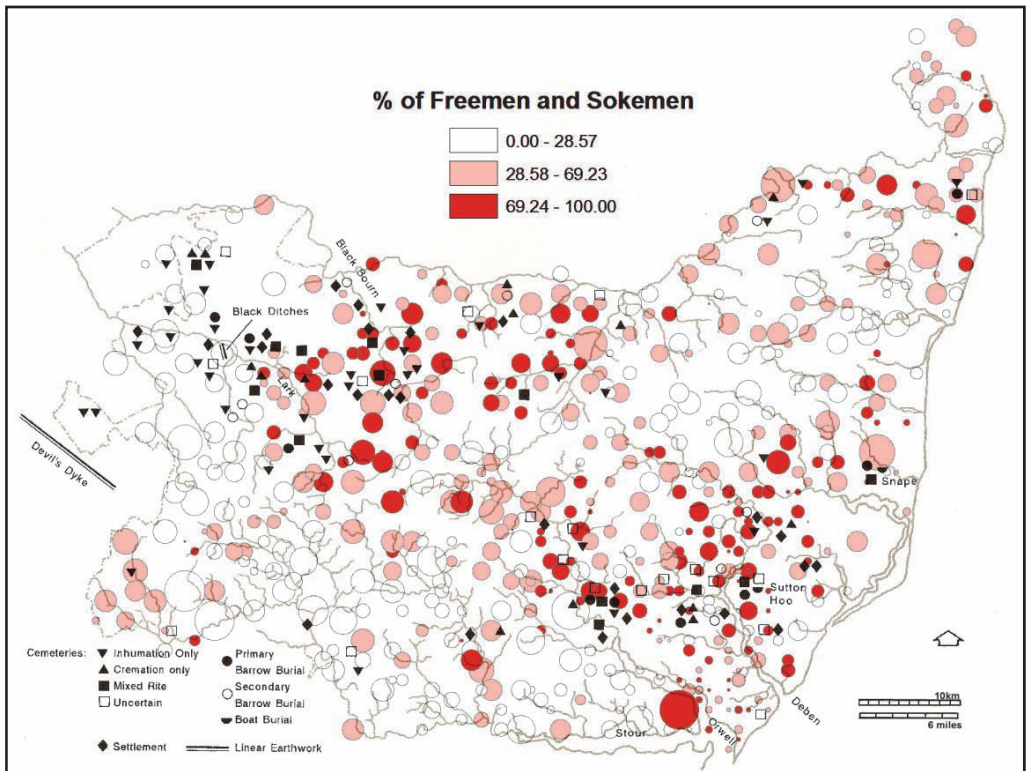 % of Freemen and Sokemen
0.00 - 28.57
28.58 - 69.23
69.24 - 100.00
Black Bourn
Black Ditches
Lark
Devil's Dyke
Snape
Sutton
Hoo
Deben
Orwell
Stour
Cemeteries:
Inhumation Only
Cremation only
Mixed Rite
Uncertain
Primary
Barrow Burial
Secondary
Barrow Burial
Boat Burial
Settlement
Linear Earthwork
10km
6 miles